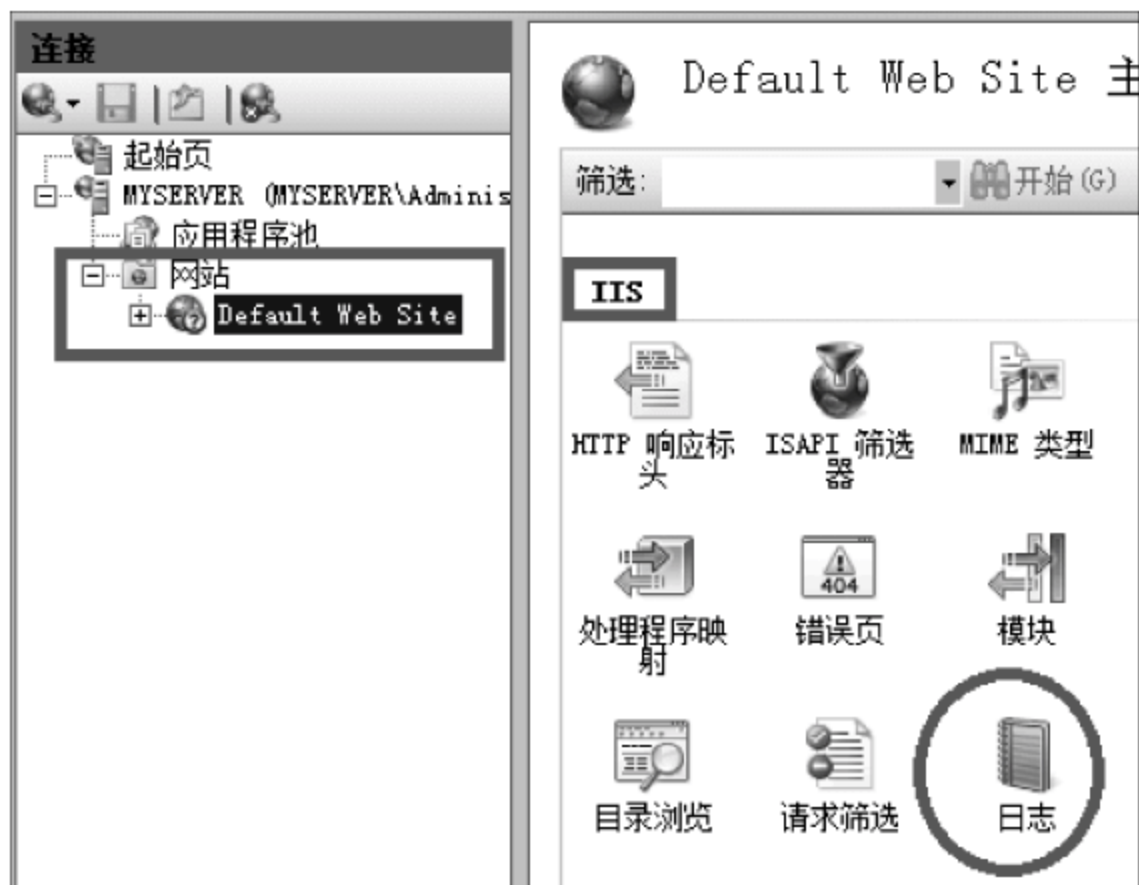 连接
起始页
MYSERVER (MYSERVER\Adminis
应用程序池
网站
Default Web Site
Default Web Site 主
筛选:
开始(G)
IIS
HTTP 响应标
头
ISAPI 筛选
器
MIME 类型
处理程序映
射
404
错误页
模块
目录浏览
请求筛选
日志